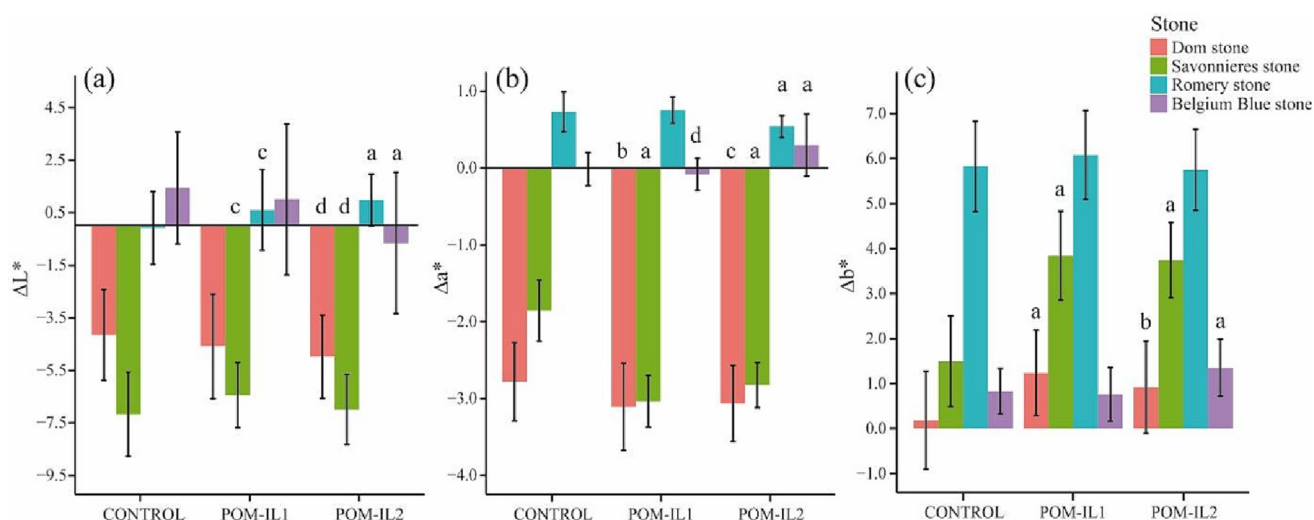 Stone
Dom stone
Savonnieres stone
Romery stone
Belgium Blue stone
(a)
ΔL*
4.5
2.5
0.5
−1.5
−3.5
−5.5
−7.5
−9.5
c c
d d a a
CONTROL POM-IL1 POM-IL2
(b)
Δa*
1.0
0.0
−1.0
−2.0
−3.0
−4.0
b a d
c a a a
CONTROL POM-IL1 POM-IL2
(c)
Δb*
7.0
6.0
5.0
4.0
3.0
2.0
1.0
0.0
−1.0
a a
b a a
CONTROL POM-IL1 POM-IL2